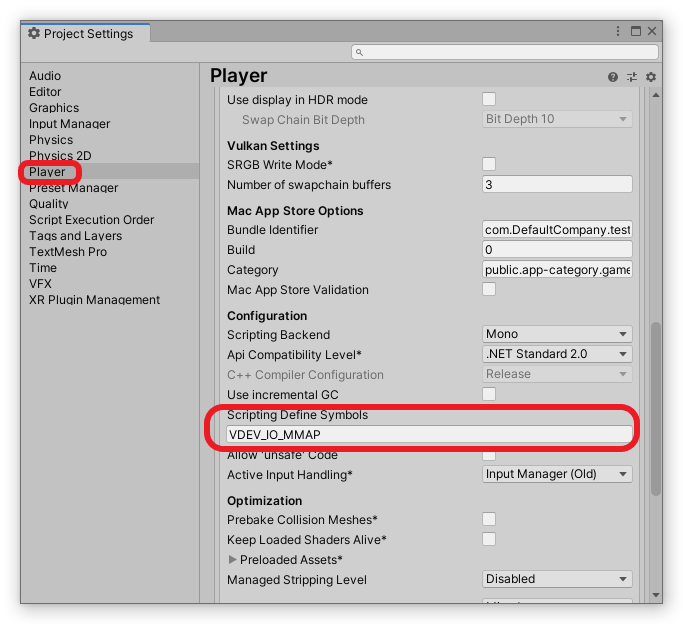 Project Settings
Audio
Editor
Graphics
Input Manager
Physics
Physics 2D
Player
Preset Manager
Quality
Script Execution Order
Tags and Layers
TextMesh Pro
Time
VFX
XR Plugin Management
Player
Use display in HDR mode
Swap Chain Bit Depth Bit Depth 10
Vulkan Settings
SRGB Write Mode*
Number of swapchain buffers 3
Mac App Store Options
Bundle Identifier com.DefaultCompany.test
Build 0
Category public.app-category.game
Mac App Store Validation
Configuration
Scripting Backend Mono
Api Compatibility Level* .NET Standard 2.0
C++ Compiler Configuration Release
Use incremental GC
Scripting Define Symbols
VDEV_IO_MMAP
Allow 'unsafe' Code
Active Input Handling* Input Manager (Old)
Optimization
Prebake Collision Meshes*
Keep Loaded Shaders Alive*
Preloaded Assets*
Managed Stripping Level Disabled